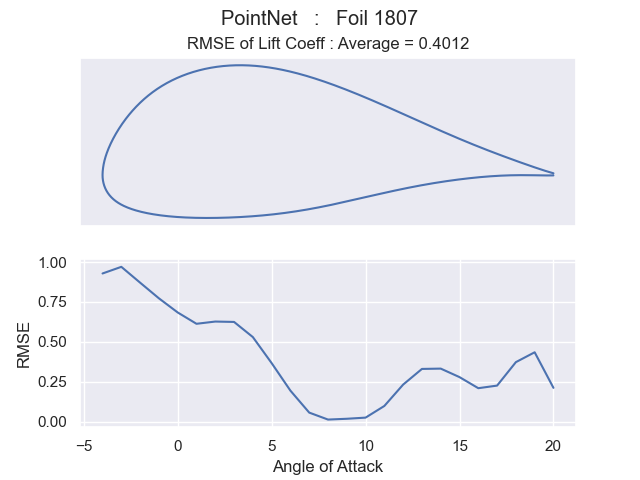 PointNet : Foil 1807
RMSE of Lift Coeff : Average = 0.4012
1.00
0.75
0.50
0.25
0.00
RMSE
−5 0 5 10 15 20
Angle of Attack